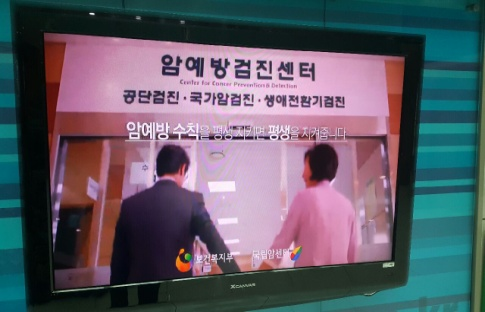 암예방검진센터
Center for Cancer Prevention & Detection
공단검진·국가암검진·생애전환기검진
암예방 수칙을 평생 지키면 평생을 지켜줍니다
보건복지부 국립암센터